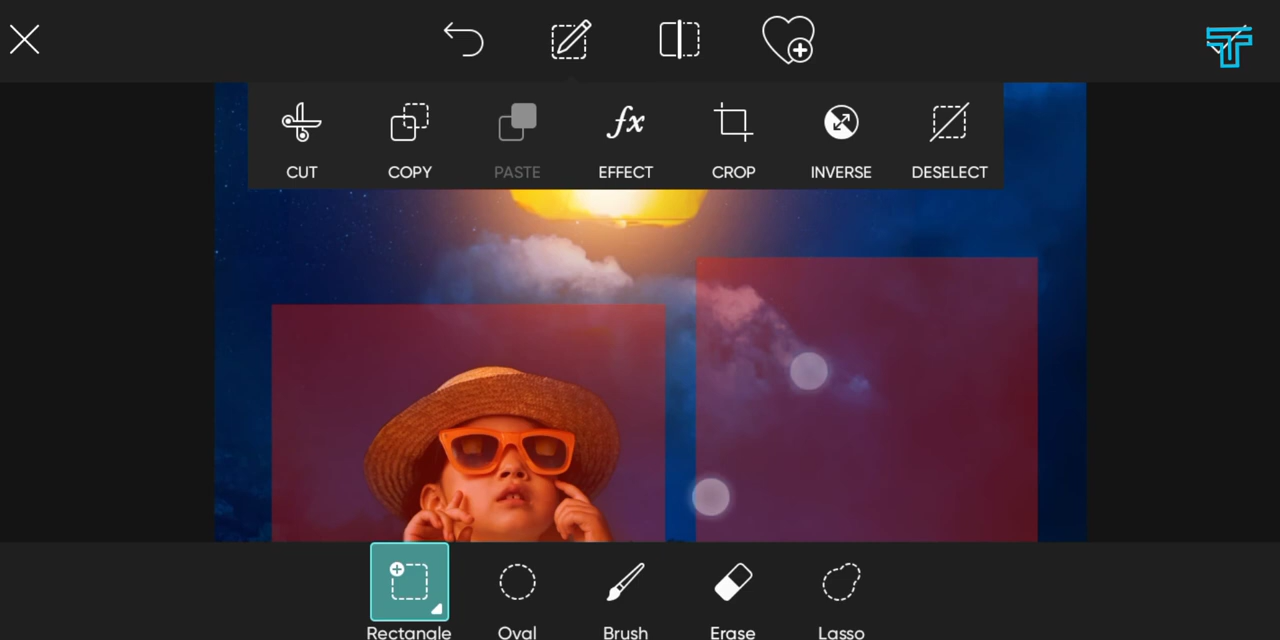 CUT COPY PASTE EFFECT CROP INVERSE DESELECT
Rectangle Oval Brush Erase Lasso